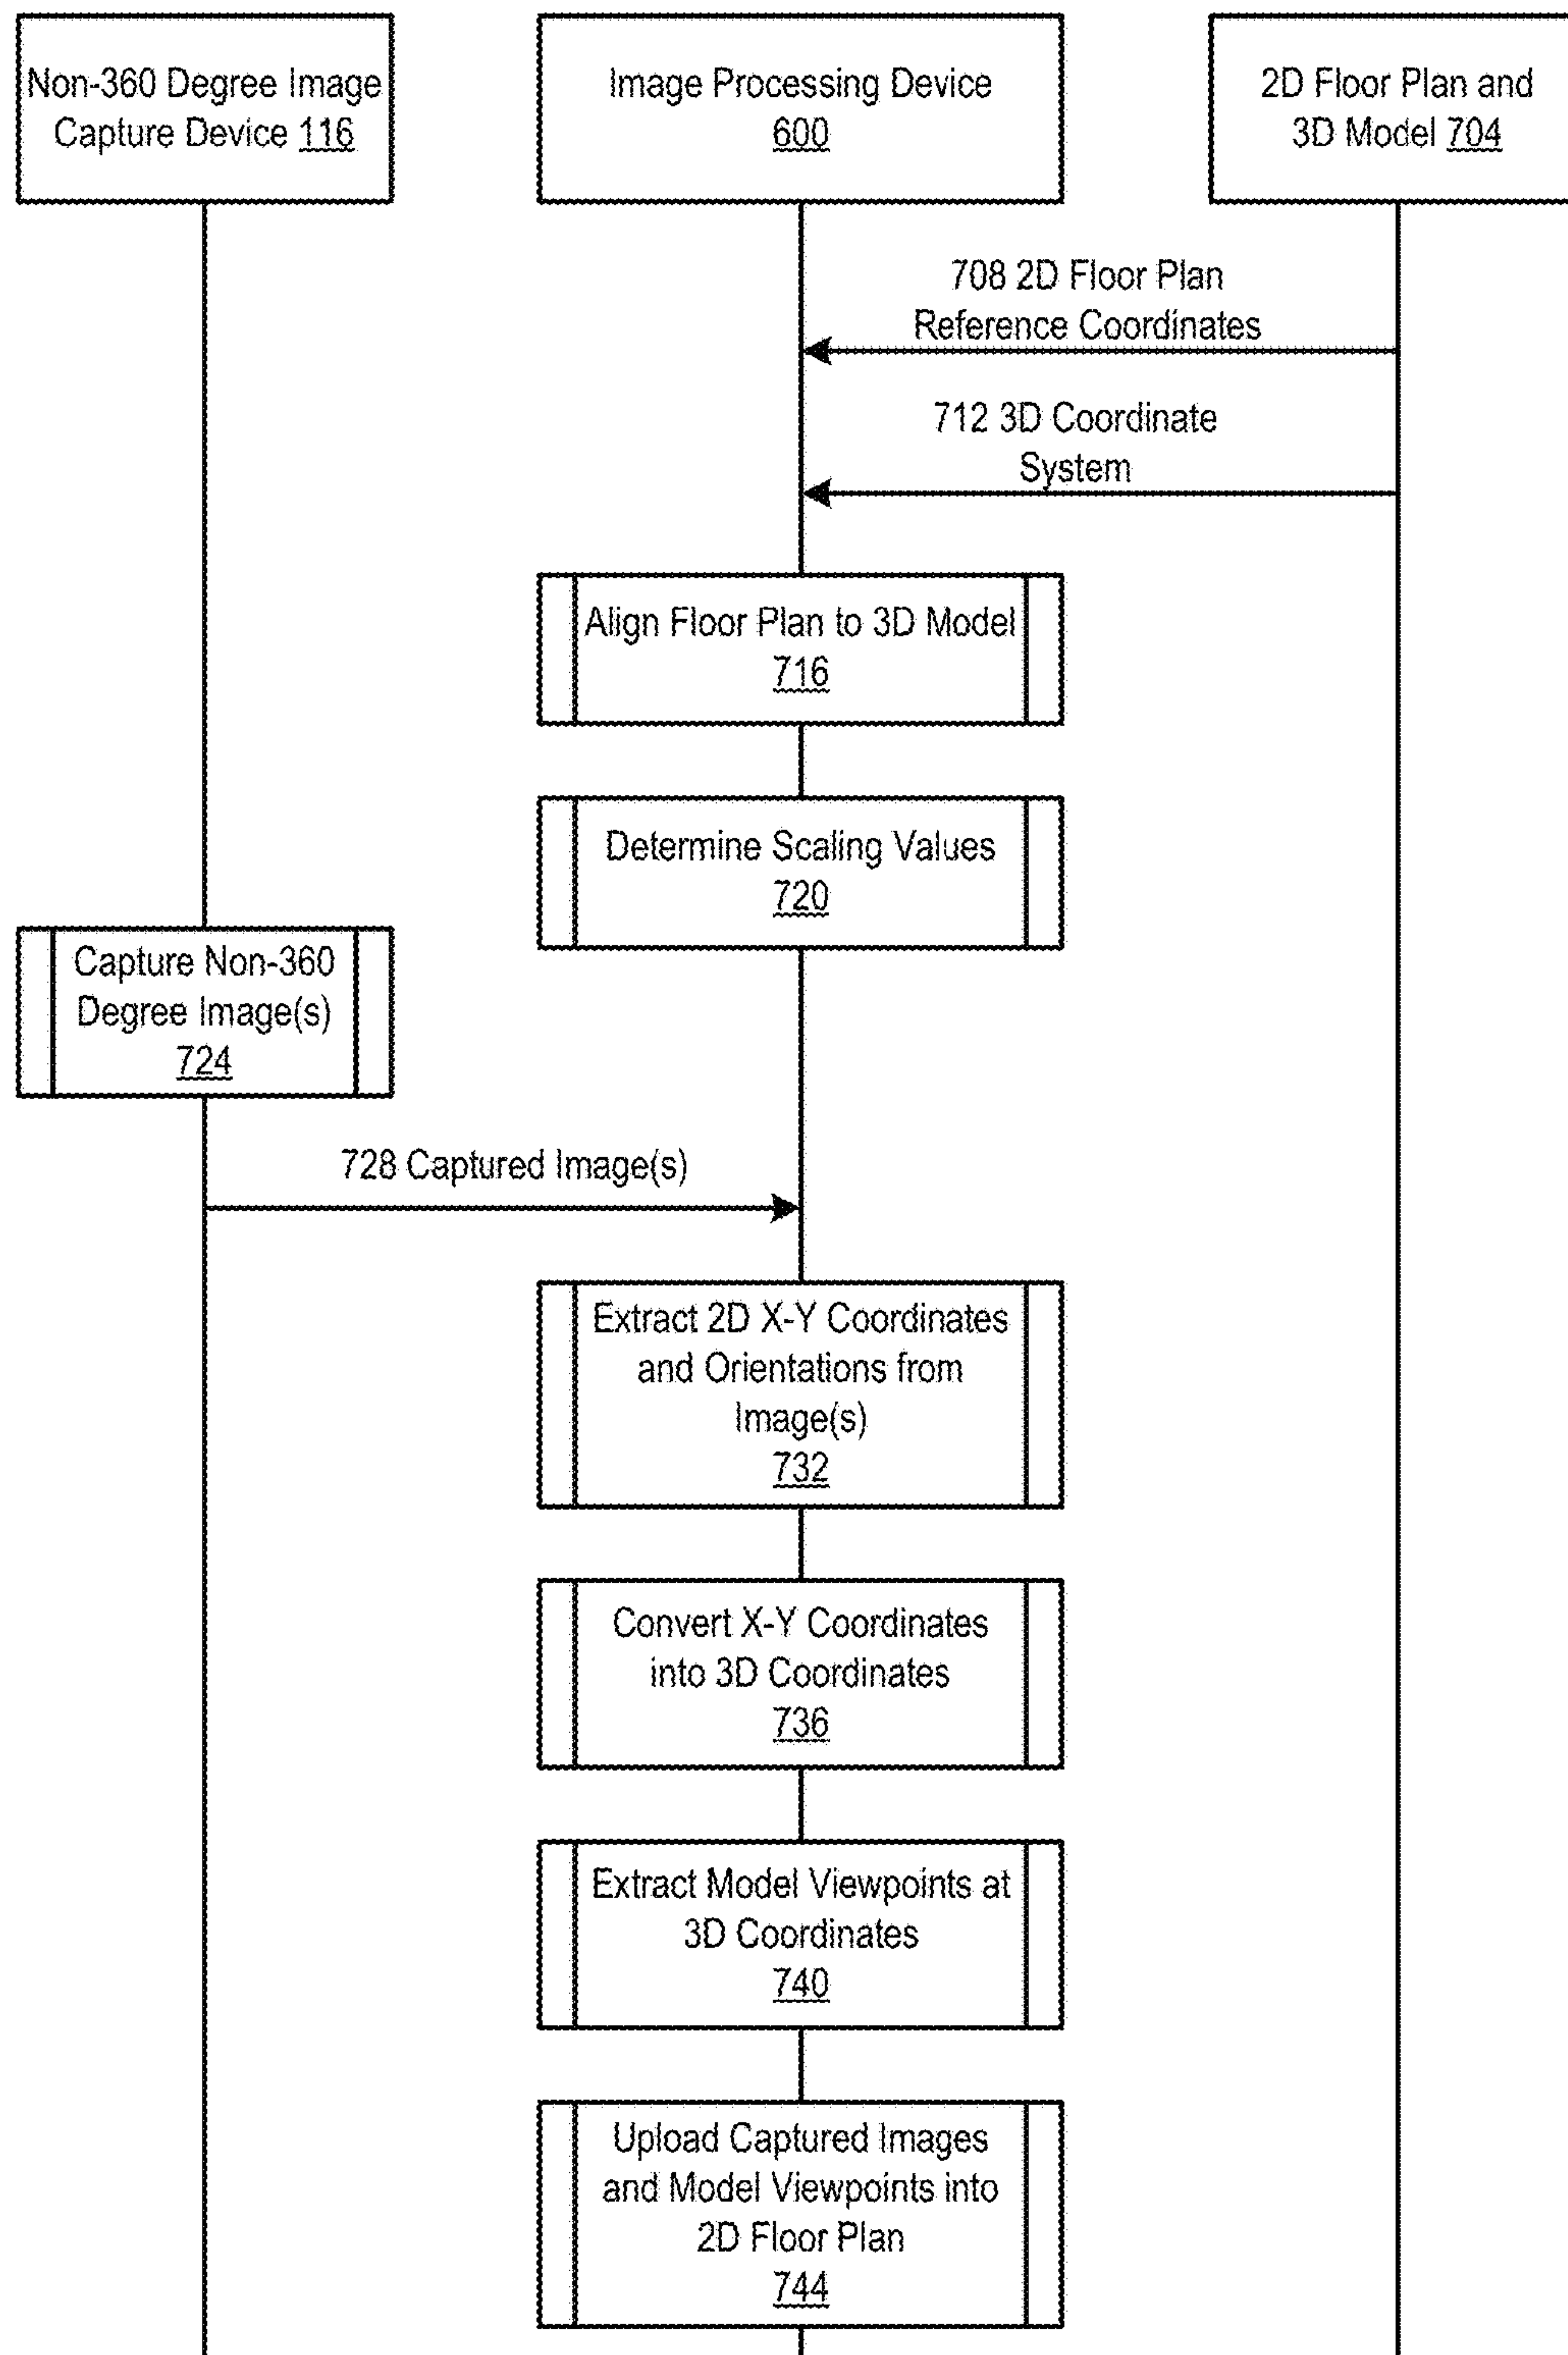 Non-360 Degree Image
Capture Device 116
Image Processing Device
600
2D Floor Plan and
3D Model 704
708 2D Floor Plan
Reference Coordinates
712 3D Coordinate
System
Align Floor Plan to 3D Model
716
Determine Scaling Values
720
Capture Non-360
Degree Image(s)
724
728 Captured Image(s)
Extract 2D X-Y Coordinates
and Orientations from
Image(s)
732
Convert X-Y Coordinates
into 3D Coordinates
736
Extract Model Viewpoints at
3D Coordinates
740
Upload Captured Images
and Model Viewpoints into
2D Floor Plan
744